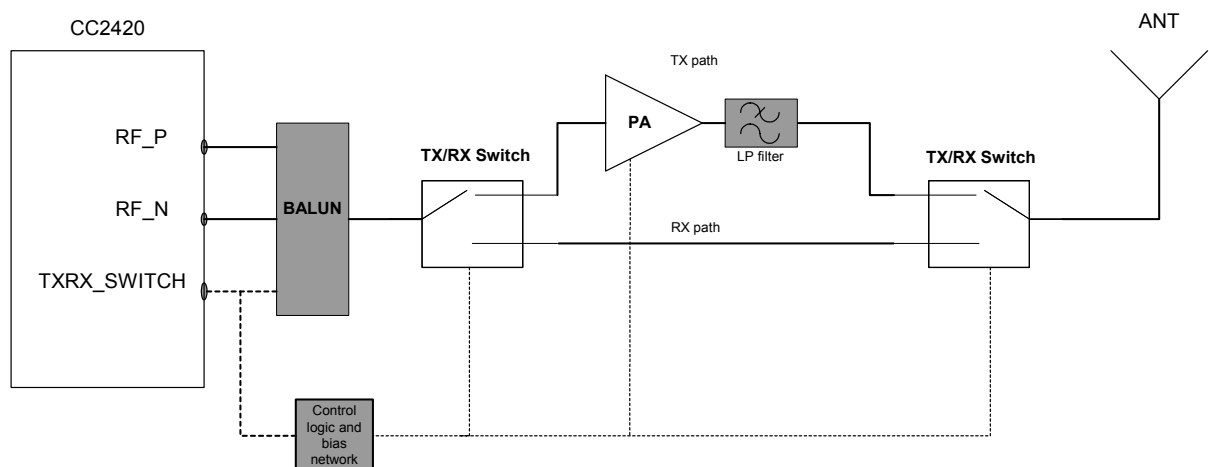 CC2420
ANT
TX path
RF_P
PA
LP filter
TX/RX Switch
TX/RX Switch
RF_N
BALUN
RX path
TXRX_SWITCH
Control
logic and
bias
network